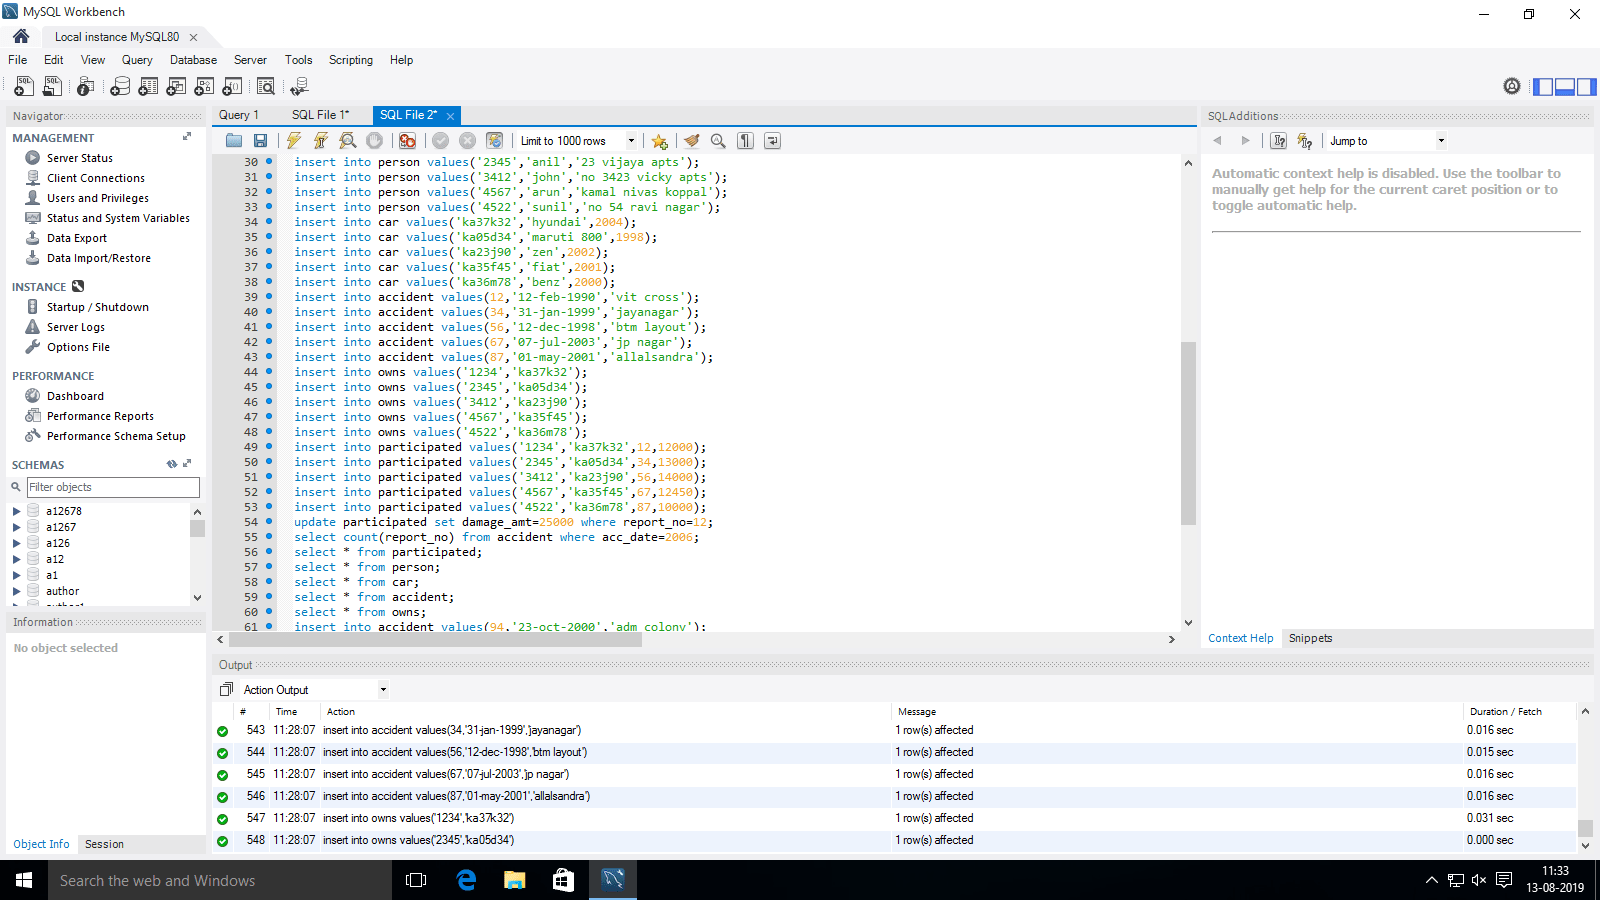 MySQL Workbench
Local instance MySQL80
File Edit View Query Database Server Tools Scripting Help
Navigator
MANAGEMENT
Server Status
Client Connections
Users and Privileges
Status and System Variables
Data Export
Data Import/Restore
INSTANCE
Startup / Shutdown
Server Logs
Options File
PERFORMANCE
Dashboard
Performance Reports
Performance Schema Setup
SCHEMAS
Filter objects
a12678
a1267
a126
a12
a1
author
Information
No object selected
Object Info Session
Query 1 SQL File 1* SQL File 2*
Limit to 1000 rows
30 insert into person values('2345','anil','23 vijaya apts');
31 insert into person values('3412','john','no 3423 vicky apts');
32 insert into person values('4567','arun','kamal nivas koppal');
33 insert into person values('4522','sunil','no 54 ravi nagar');
34 insert into car values('ka37k32','hyundai',2004);
35 insert into car values('ka05d34','maruti 800',1998);
36 insert into car values('ka23j90','zen',2002);
37 insert into car values('ka35f45','fiat',2001);
38 insert into car values('ka36m78','benz',2000);
39 insert into accident values(12,'12-feb-1990','vit cross');
40 insert into accident values(34,'31-jan-1999','jayanagar');
41 insert into accident values(56,'12-dec-1998','btm layout');
42 insert into accident values(67,'07-jul-2003','jp nagar');
43 insert into accident values(87,'01-may-2001','allalsandra');
44 insert into owns values('1234','ka37k32');
45 insert into owns values('2345','ka05d34');
46 insert into owns values('3412','ka23j90');
47 insert into owns values('4567','ka35f45');
48 insert into owns values('4522','ka36m78');
49 insert into participated values('1234','ka37k32',12,12000);
50 insert into participated values('2345','ka05d34',34,13000);
51 insert into participated values('3412','ka23j90',56,14000);
52 insert into participated values('4567','ka35f45',67,12450);
53 insert into participated values('4522','ka36m78',87,10000);
54 update participated set damage_amt=25000 where report_no=12;
55 select count(report_no) from accident where acc_date=2006;
56 select * from participated;
57 select * from person;
58 select * from car;
59 select * from accident;
60 select * from owns;
61 insert into accident values(94,'23-oct-2000','adm colony');
SQLAdditions
Jump to
Automatic context help is disabled. Use the toolbar to
manually get help for the current caret position or to
toggle automatic help.
Context Help Snippets
Output
Action Output
# Time Action Message Duration / Fetch
543 11:28:07 insert into accident values(34,'31-jan-1999','jayanagar') 1 row(s) affected 0.016 sec
544 11:28:07 insert into accident values(56,'12-dec-1998','btm layout') 1 row(s) affected 0.015 sec
545 11:28:07 insert into accident values(67,'07-jul-2003','jp nagar') 1 row(s) affected 0.016 sec
546 11:28:07 insert into accident values(87,'01-may-2001','allalsandra') 1 row(s) affected 0.016 sec
547 11:28:07 insert into owns values('1234','ka37k32') 1 row(s) affected 0.031 sec
548 11:28:07 insert into owns values('2345','ka05d34') 1 row(s) affected 0.000 sec
Search the web and Windows
11:33
13-08-2019